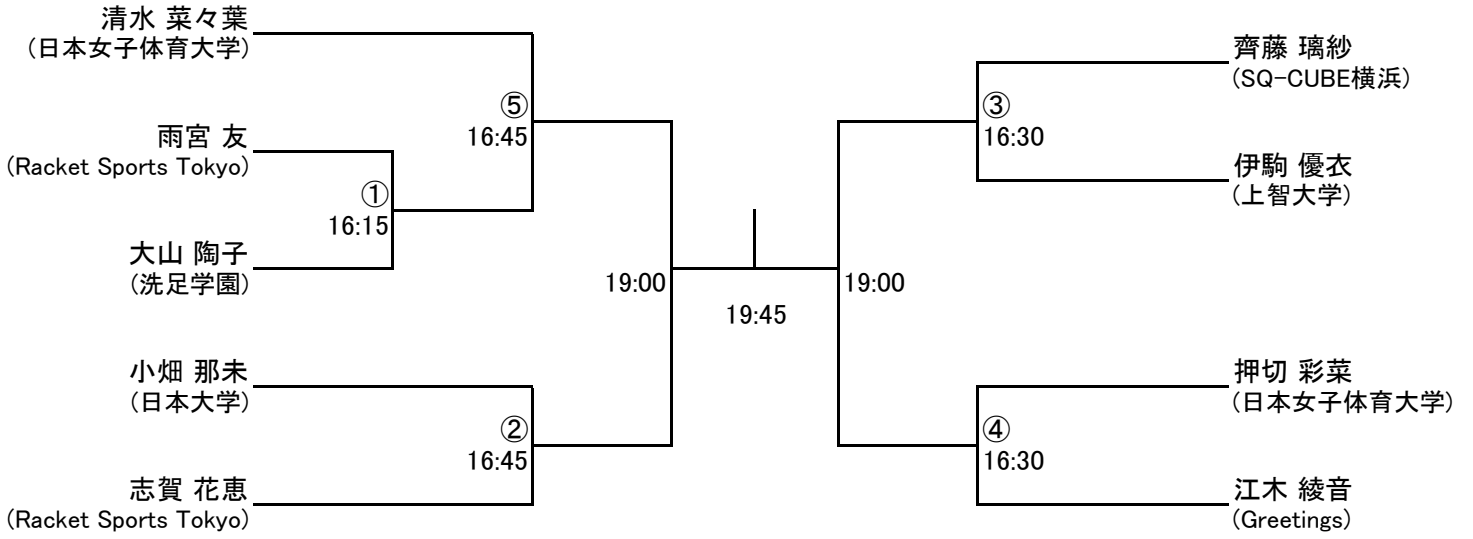 清水 菜々葉
(日本女子体育大学)
⑤
16:45
雨宮 友
(Racket Sports Tokyo)
①
16:15
大山 陶子
(洗足学園)
19:00
小畑 那未
(日本大学)
②
16:45
志賀 花恵
(Racket Sports Tokyo)
19:45
齊藤 璃紗
(SQ-CUBE横浜)
③
16:30
伊駒 優衣
(上智大学)
19:00
押切 彩菜
(日本女子体育大学)
④
16:30
江木 綾音
(Greetings)